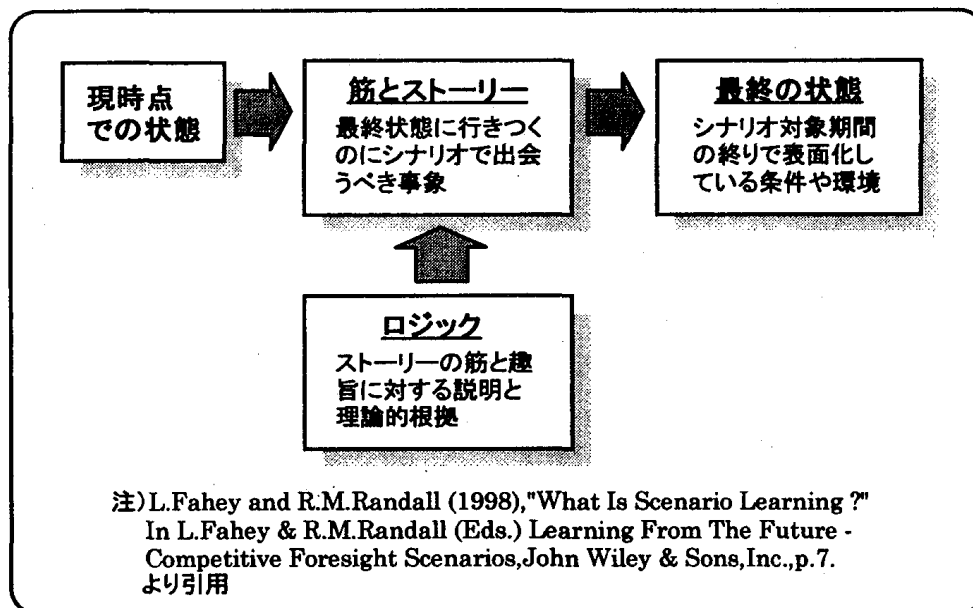 現時点
での状態
筋とストーリー
最終状態に行きつく
のにシナリオで出会
うべき事象
最終の状態
シナリオ対象期間
の終りで表面化し
ている条件や環境
ロジック
ストーリーの筋と趣
旨に対する説明と
理論的根拠
注)L.Fahey and R.M.Randall (1998),"What Is Scenario Learning ?"
In L.Fahey & R.M.Randall (Eds.) Learning From The Future -
Competitive Foresight Scenarios,John Wiley & Sons,Inc.,p.7.
より引用